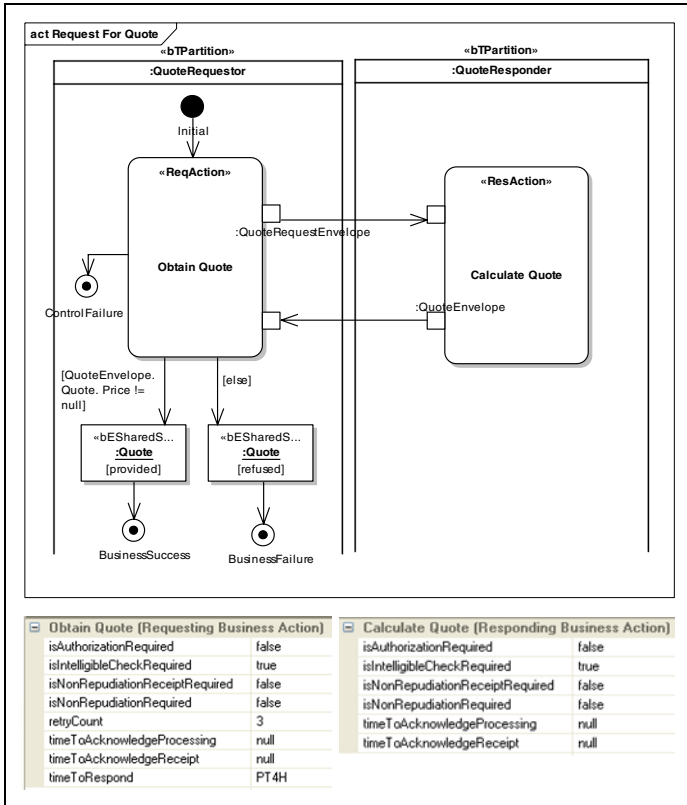 act Request For Quote
«bTPartition»
:QuoteRequestor
«bTPartition»
:QuoteResponder
Initial
«ReqAction»
Obtain Quote
«ResAction»
Calculate Quote
:QuoteRequestEnvelope
:QuoteEnvelope
ControlFailure
[QuoteEnvelope.
Quote. Price !=
null]
[else]
«bESharedS...
:Quote
[provided]
«bESharedS...
:Quote
[refused]
BusinessSuccess
BusinessFailure
Obtain Quote (Requesting Business Action)
isAuthorizationRequired false
isIntelligibleCheckRequired true
isNonRepudiationReceiptRequired false
isNonRepudiationRequired false
retryCount 3
timeToAcknowledgeProcessing null
timeToAcknowledgeReceipt null
timeToRespond PT4H
Calculate Quote (Responding Business Action)
isAuthorizationRequired false
isIntelligibleCheckRequired true
isNonRepudiationReceiptRequired false
isNonRepudiationRequired false
timeToAcknowledgeProcessing null
timeToAcknowledgeReceipt null